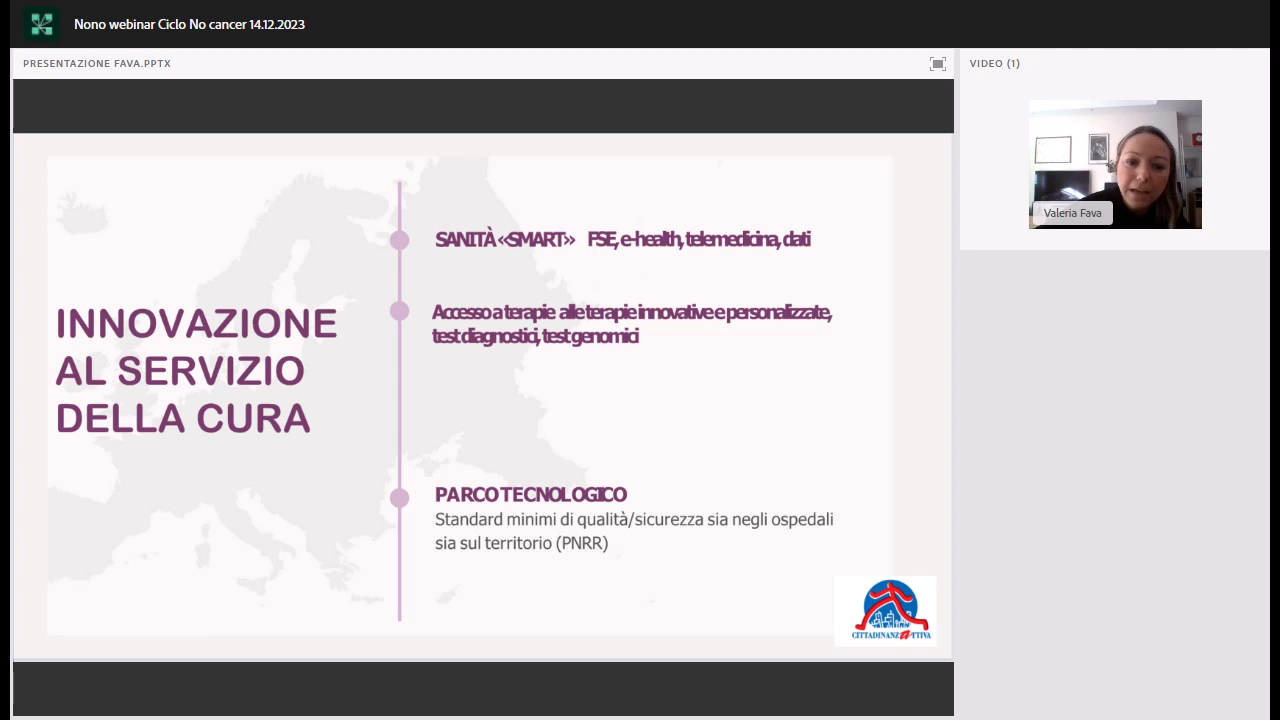 Nono webinar Ciclo No cancer 14.12.2023
PRESENTAZIONE FAVA.PPTX
VIDEO (1)
Valeria Fava
INNOVAZIONE
AL SERVIZIO
DELLA CURA
SANITÀ «SMART» FSE, e-health, telemedicina, dati
Accesso a terapie alle terapie innovative e personalizzate,
test diagnostici, test genomici
PARCO TECNOLOGICO
Standard minimi di qualità/sicurezza sia negli ospedali
sia sul territorio (PNRR)
CITTADINANZATTIVA